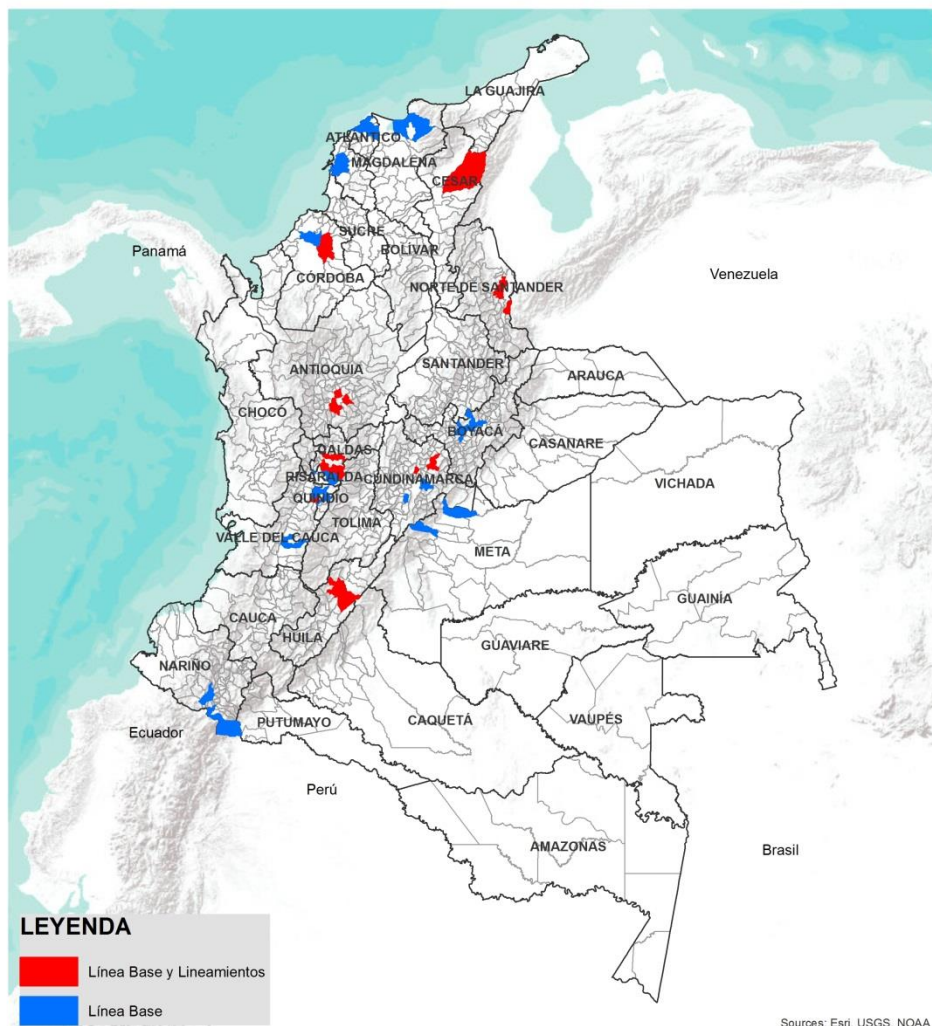 LA GUAJIRA
ATLÁNTICO
MAGDALENA
CESAR
SUCRE
Panamá
BOLÍVAR
Venezuela
CÓRDOBA
NORTE DE SANTANDER
SANTANDER
ANTIOQUIA
ARAUCA
CHOCÓ
BOYACÁ
CASANARE
CALDAS
RISARALDA
CUNDINAMARCA
VICHADA
QUINDIO
TOLIMA
VALLE DEL CAUCA
META
GUAINÍA
CAUCA
HUILA
GUAVIARE
NARIÑO
PUTUMAYO
CAQUETÁ
VAUPÉS
Ecuador
Perú
AMAZONAS
Brasil
LEYENDA
Línea Base y Lineamientos
Línea Base
Sources: Esri, USGS, NOAA